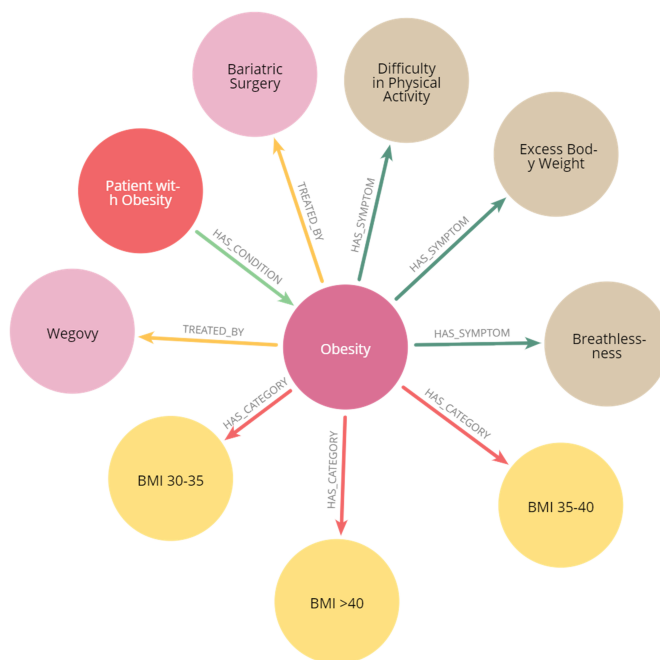 Bariatric
Surgery
Difficulty
in Physical
Activity
Excess Bod-
y Weight
Patient wit-
h Obesity
TREATED_BY
HAS_SYMPTOM
HAS_SYMPTOM
HAS_CONDITION
Wegovy
TREATED_BY
Obesity
HAS_SYMPTOM
Breathless-
ness
HAS_CATEGORY
HAS_CATEGORY
HAS_CATEGORY
BMI 30-35
BMI 35-40
BMI >40